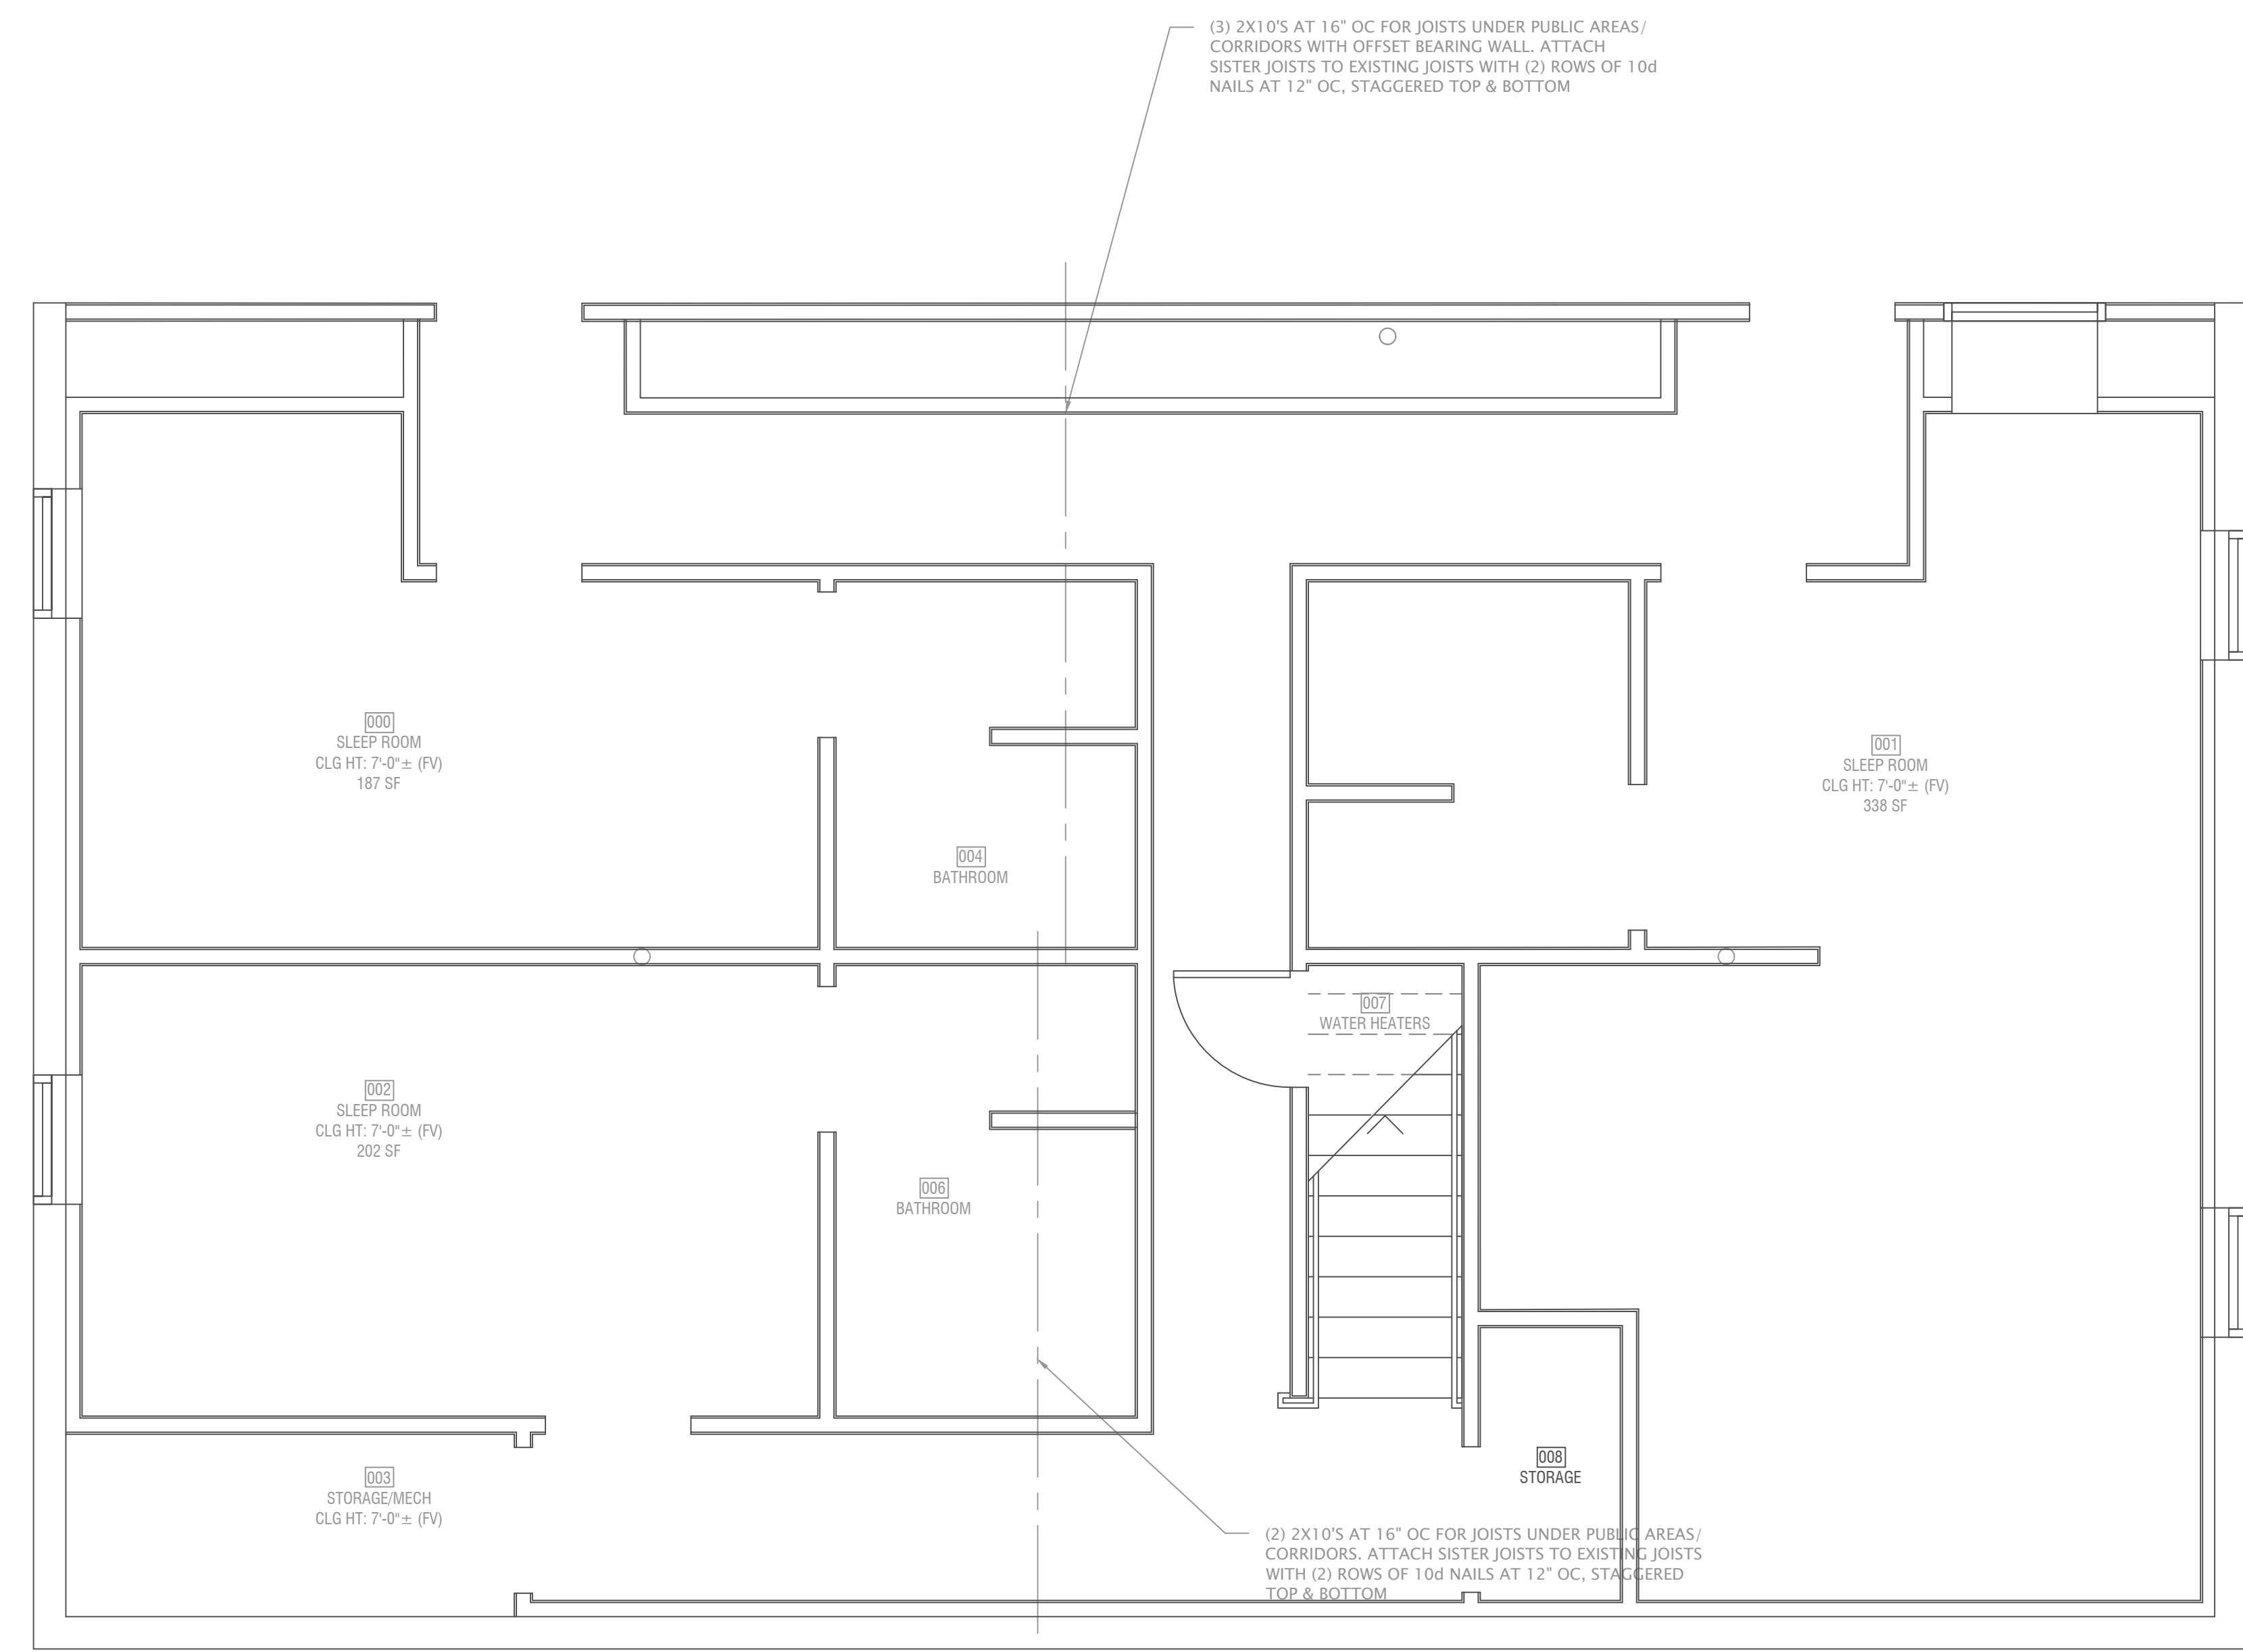 (3) 2X10'S AT 16" OC FOR JOISTS UNDER PUBLIC AREAS/
CORRIDORS WITH OFFSET BEARING WALL. ATTACH
SISTER JOISTS TO EXISTING JOISTS WITH (2) ROWS OF 10d
NAILS AT 12" OC, STAGGERED TOP & BOTTOM
000
SLEEP ROOM
CLG HT: 7'-0"± (FV)
187 SF
001
SLEEP ROOM
CLG HT: 7'-0"± (FV)
338 SF
004
BATHROOM
007
WATER HEATERS
002
SLEEP ROOM
CLG HT: 7'-0"± (FV)
202 SF
006
BATHROOM
003
STORAGE/MECH
CLG HT: 7'-0"± (FV)
008
STORAGE
(2) 2X10'S AT 16" OC FOR JOISTS UNDER PUBLIC AREAS/
CORRIDORS. ATTACH SISTER JOISTS TO EXISTING JOISTS
WITH (2) ROWS OF 10d NAILS AT 12" OC, STAGGERED
TOP & BOTTOM